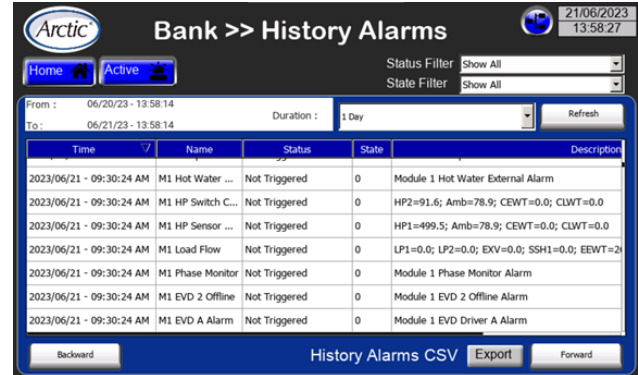 Arctic
Bank >> History Alarms
21/06/2023
13:58:27
Home
Active
Status Filter Show All
State Filter Show All
From : 06/20/23 - 13:58:14
To : 06/21/23 - 13:58:14
Duration : 1 Day
Refresh
Time Name Status State Description
2023/06/21 - 09:30:24 AM M1 Hot Water ... Not Triggered 0 Module 1 Hot Water External Alarm
2023/06/21 - 09:30:24 AM M1 HP Switch C... Not Triggered 0 HP2=91.6; Amb=78.9; CEWT=0.0; CLWT=0.0
2023/06/21 - 09:30:24 AM M1 HP Sensor ... Not Triggered 0 HP1=499.5; Amb=78.9; CEWT=0.0; CLWT=0.0
2023/06/21 - 09:30:24 AM M1 Load Flow Not Triggered 0 LP1=0.0; LP2=0.0; EXV=0.0; SSH1=0.0; EEWT=2
2023/06/21 - 09:30:24 AM M1 Phase Monitor Not Triggered 0 Module 1 Phase Monitor Alarm
2023/06/21 - 09:30:24 AM M1 EVD 2 Offline Not Triggered 0 Module 1 EVD 2 Offline Alarm
2023/06/21 - 09:30:24 AM M1 EVD A Alarm Not Triggered 0 Module 1 EVD Driver A Alarm
Backward
History Alarms CSV Export
Forward